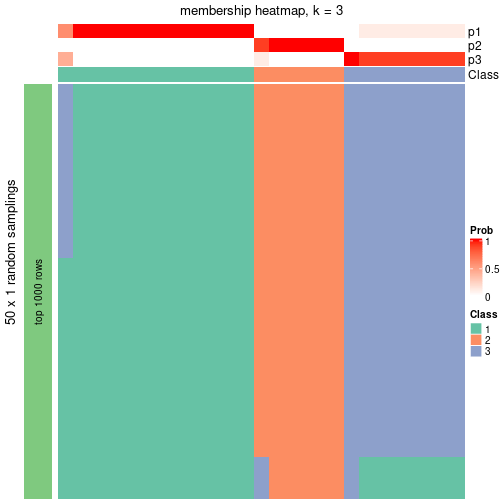 membership heatmap, k = 3
p1
p2
p3
Class
50 x 1 random samplings
top 1000 rows
Prob
1
0.5
0
Class
1
2
3